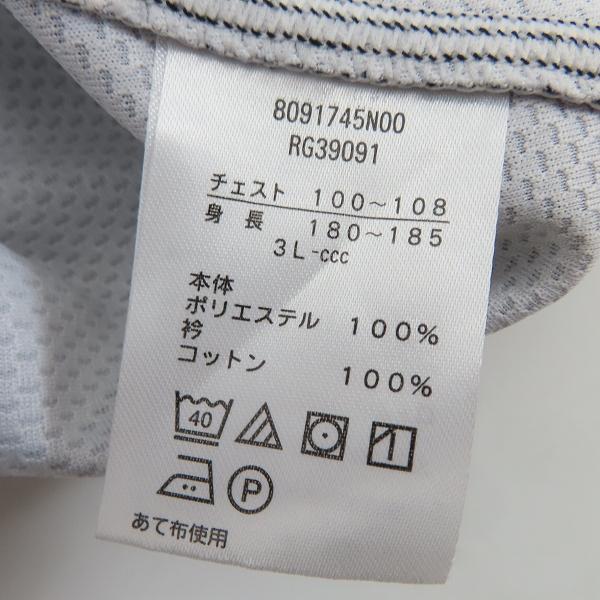 8091745N00
RG39091
チェスト 100～108
身長 180～185
3L-ccc
本体
ポリエステル 100%
衿
コットン 100%
40
P
あて布使用